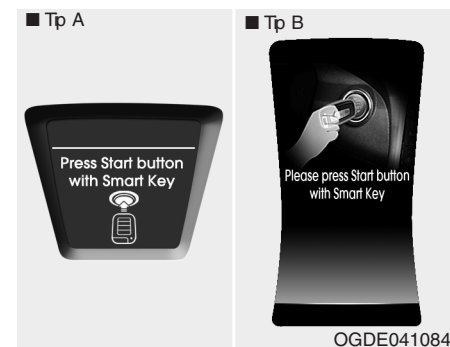 ■ Tip A
Press Start button
with Smart Key
■ Tip B
Please press Start button
with Smart Key
OGDE041084